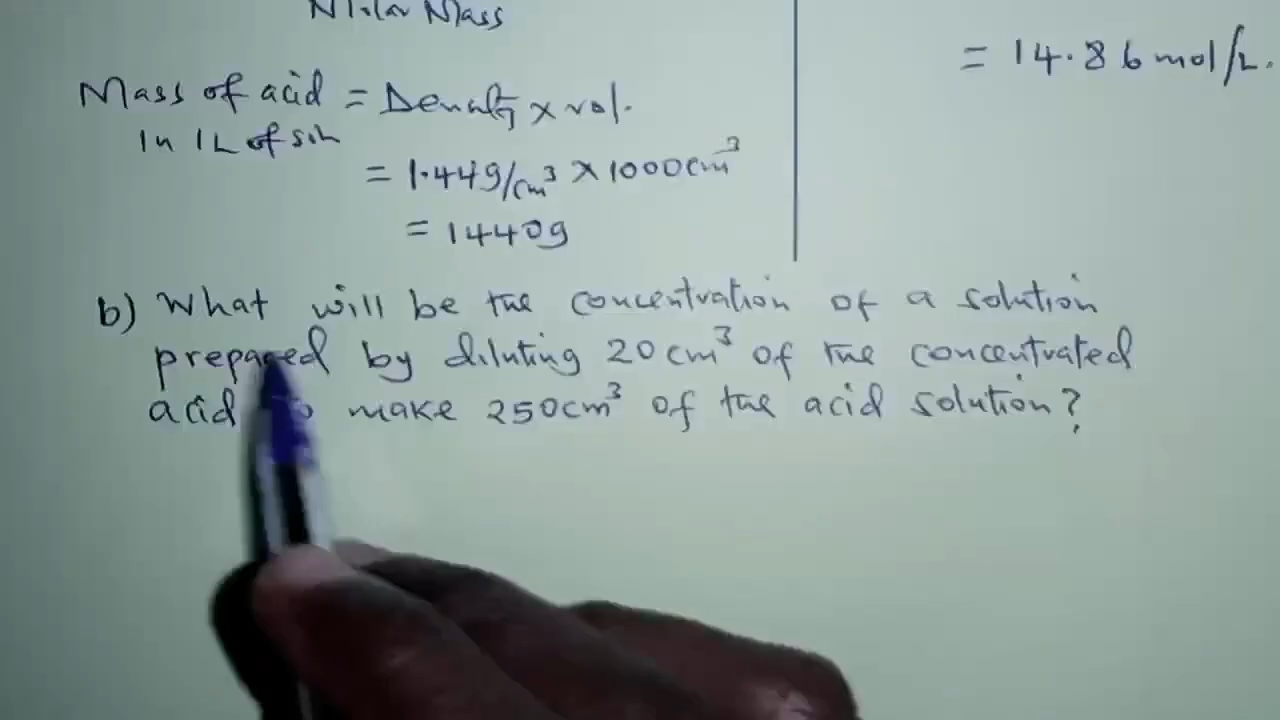 Molar Mass
Mass of acid = Density x vol.
In 1L of soln
= 1.44g/cm³ x 1000cm³
= 1440g
= 14.86 mol/L.
b) What will be the concentration of a solution
prepared by diluting 20cm³ of the concentrated
acid to make 250cm³ of the acid solution?